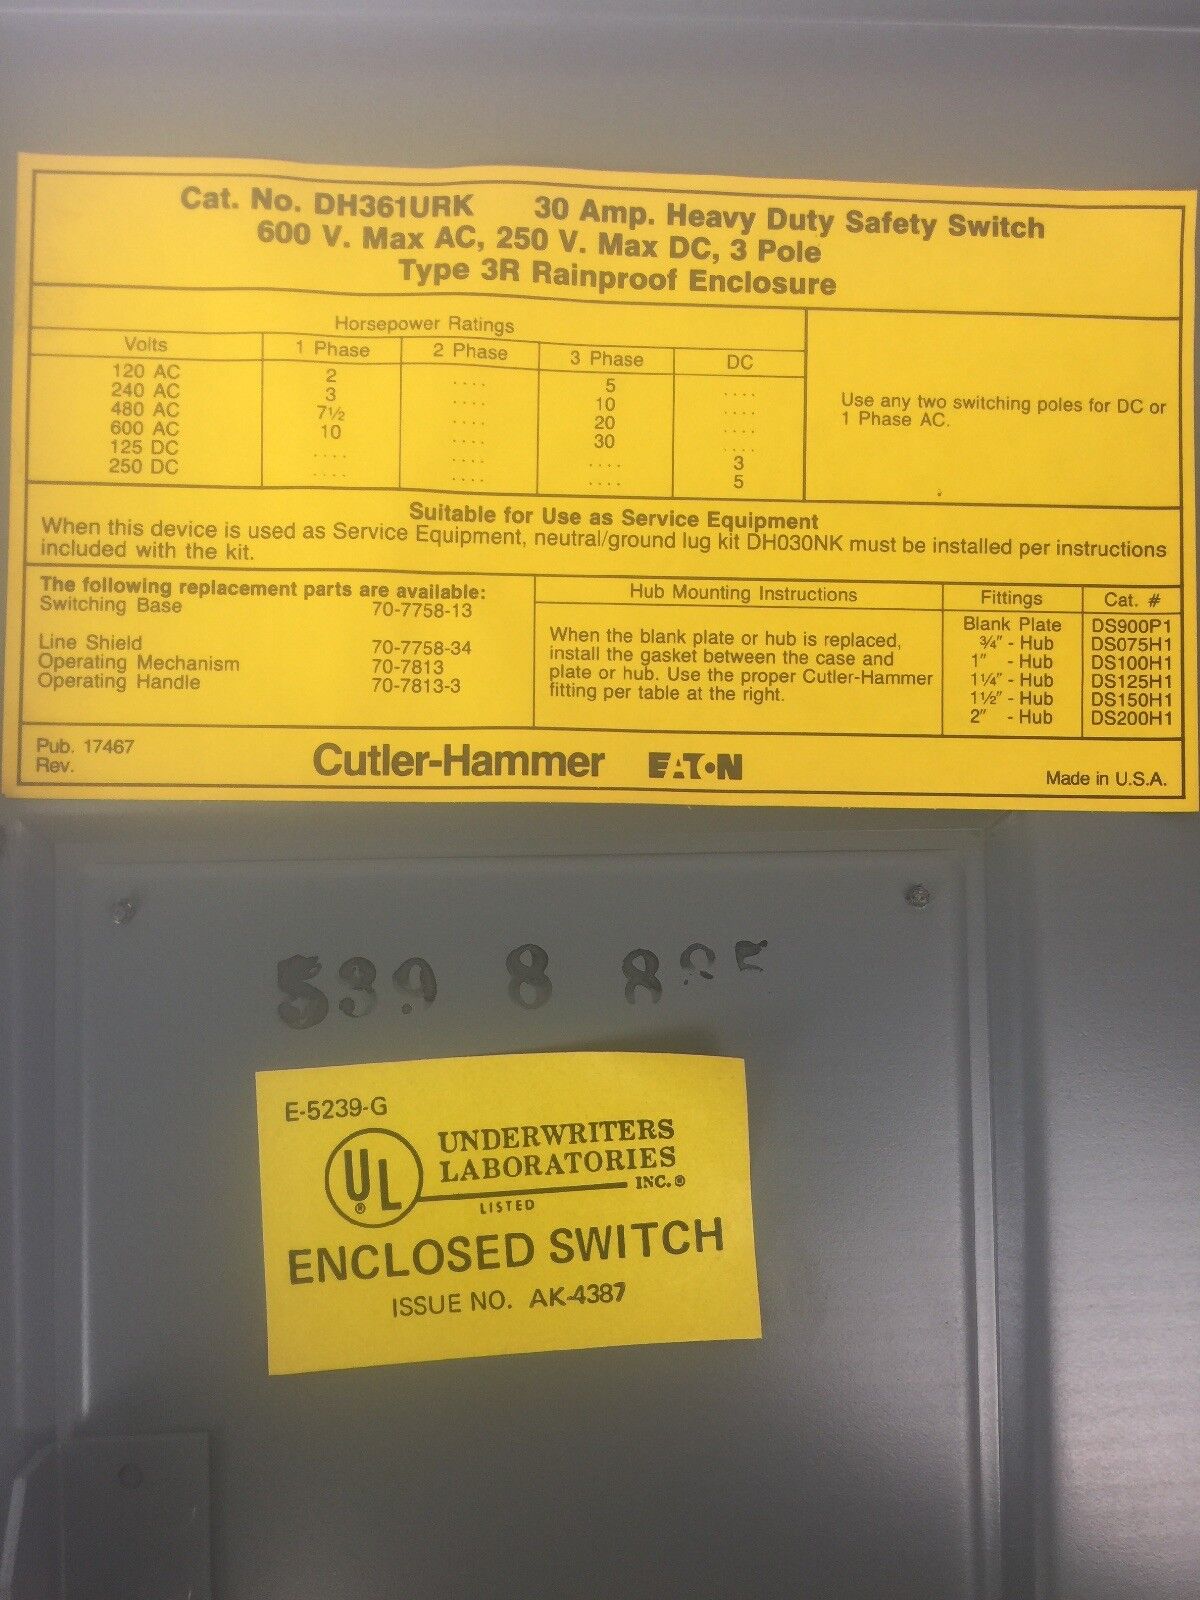 Cat. No. DH361URK 30 Amp. Heavy Duty Safety Switch
600 V. Max AC, 250 V. Max DC, 3 Pole
Type 3R Rainproof Enclosure
Horsepower Ratings
Volts 1 Phase 2 Phase 3 Phase DC
120 AC 2 .... 5 ....
240 AC 3 .... 10 ....
480 AC 7½ .... 20 ....
600 AC 10 .... 30 ....
125 DC .... .... .... 3
250 DC .... .... .... 5
Use any two switching poles for DC or
1 Phase AC.
Suitable for Use as Service Equipment
When this device is used as Service Equipment, neutral/ground lug kit DH030NK must be installed per instructions
included with the kit.
The following replacement parts are available:
Switching Base 70-7758-13
Line Shield 70-7758-34
Operating Mechanism 70-7813
Operating Handle 70-7813-3
Hub Mounting Instructions
When the blank plate or hub is replaced,
install the gasket between the case and
plate or hub. Use the proper Cutler-Hammer
fitting per table at the right.
Fittings Cat. #
Blank Plate DS900P1
¾" - Hub DS075H1
1" - Hub DS100H1
1¼" - Hub DS125H1
1½" - Hub DS150H1
2" - Hub DS200H1
Pub. 17467
Rev.
Cutler-Hammer EATON
Made in U.S.A.
539 8
E-5239-G
UL ®
UNDERWRITERS
LABORATORIES
INC.®
LISTED
ENCLOSED SWITCH
ISSUE NO. AK-4387